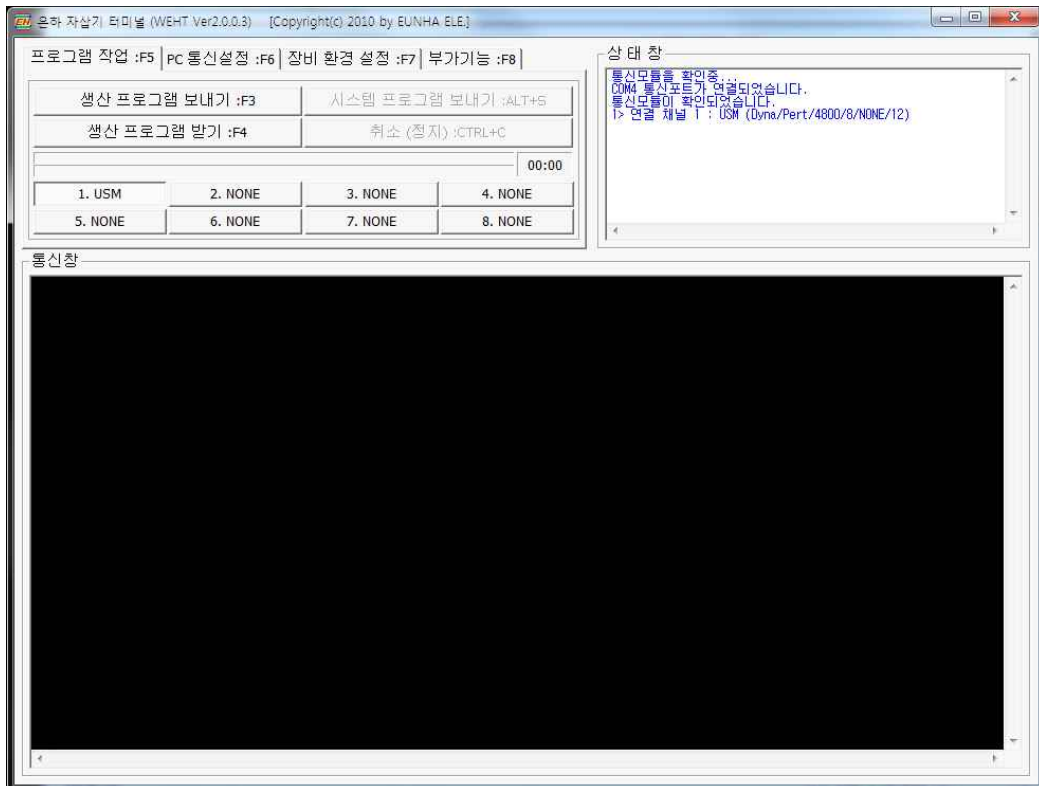 은하 자삽기 터미널 (WEHT Ver2.0.0.3) [Copyright(c) 2010 by EUNHA ELE.]
프로그램 작업 :F5 PC 통신설정 :F6 장비 환경 설정 :F7 부가기능 :F8
생산 프로그램 보내기 :F3 시스템 프로그램 보내기 :ALT+S
생산 프로그램 받기 :F4 취소 (정지) :CTRL+C
00:00
1. USM 2. NONE 3. NONE 4. NONE
5. NONE 6. NONE 7. NONE 8. NONE
상 태 창
통신모듈을 확인중...
COM4 통신포트가 연결되었습니다.
통신모듈이 확인되었습니다.
1> 연결 채널 1 : USM (Dyna/Pert/4800/8/NONE/12)
통신창